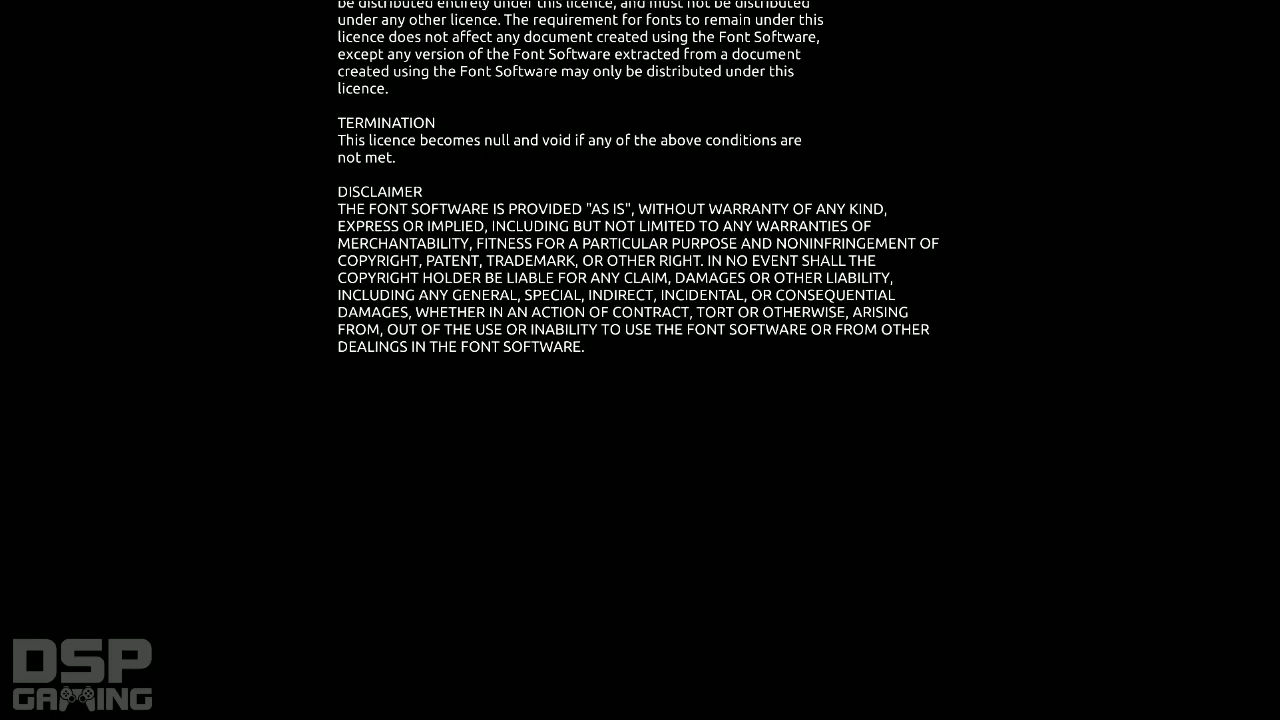 be distributed entirely under this licence, and must not be distributed
under any other licence. The requirement for fonts to remain under this
licence does not affect any document created using the Font Software,
except any version of the Font Software extracted from a document
created using the Font Software may only be distributed under this
licence.
TERMINATION
This licence becomes null and void if any of the above conditions are
not met.
DISCLAIMER
THE FONT SOFTWARE IS PROVIDED "AS IS", WITHOUT WARRANTY OF ANY KIND,
EXPRESS OR IMPLIED, INCLUDING BUT NOT LIMITED TO ANY WARRANTIES OF
MERCHANTABILITY, FITNESS FOR A PARTICULAR PURPOSE AND NONINFRINGEMENT OF
COPYRIGHT, PATENT, TRADEMARK, OR OTHER RIGHT. IN NO EVENT SHALL THE
COPYRIGHT HOLDER BE LIABLE FOR ANY CLAIM, DAMAGES OR OTHER LIABILITY,
INCLUDING ANY GENERAL, SPECIAL, INDIRECT, INCIDENTAL, OR CONSEQUENTIAL
DAMAGES, WHETHER IN AN ACTION OF CONTRACT, TORT OR OTHERWISE, ARISING
FROM, OUT OF THE USE OR INABILITY TO USE THE FONT SOFTWARE OR FROM OTHER
DEALINGS IN THE FONT SOFTWARE.
DSP
GAMING